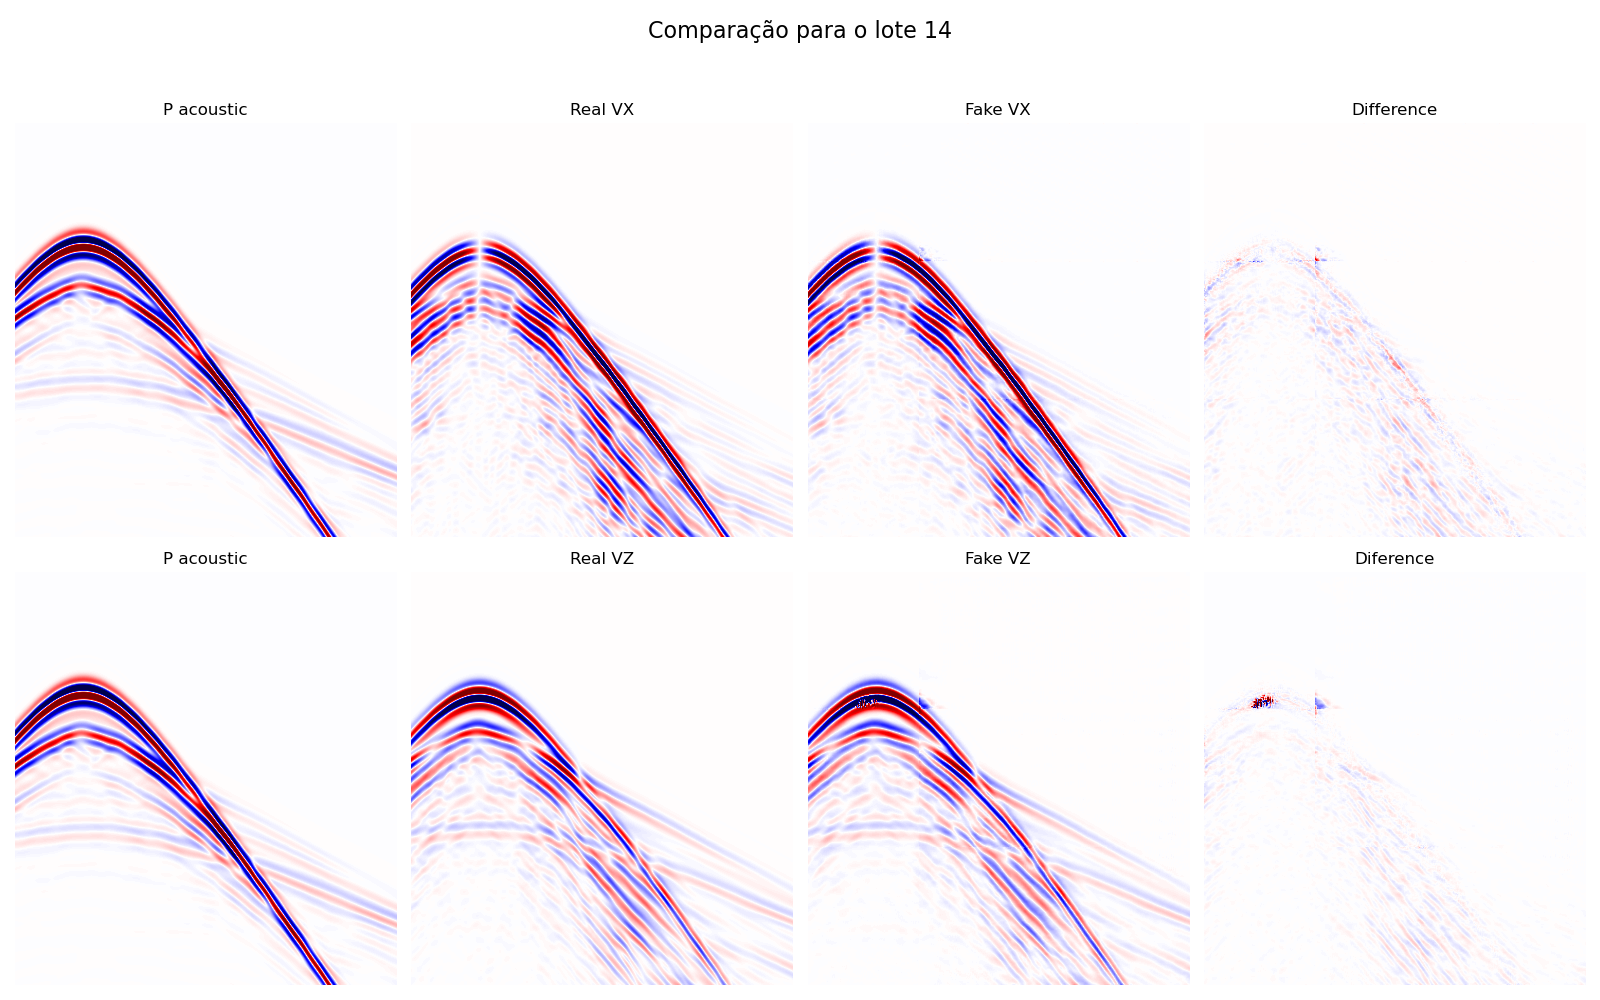 Comparação para o lote 14
P acoustic
Real VX
Fake VX
Difference
P acoustic
Real VZ
Fake VZ
Diference